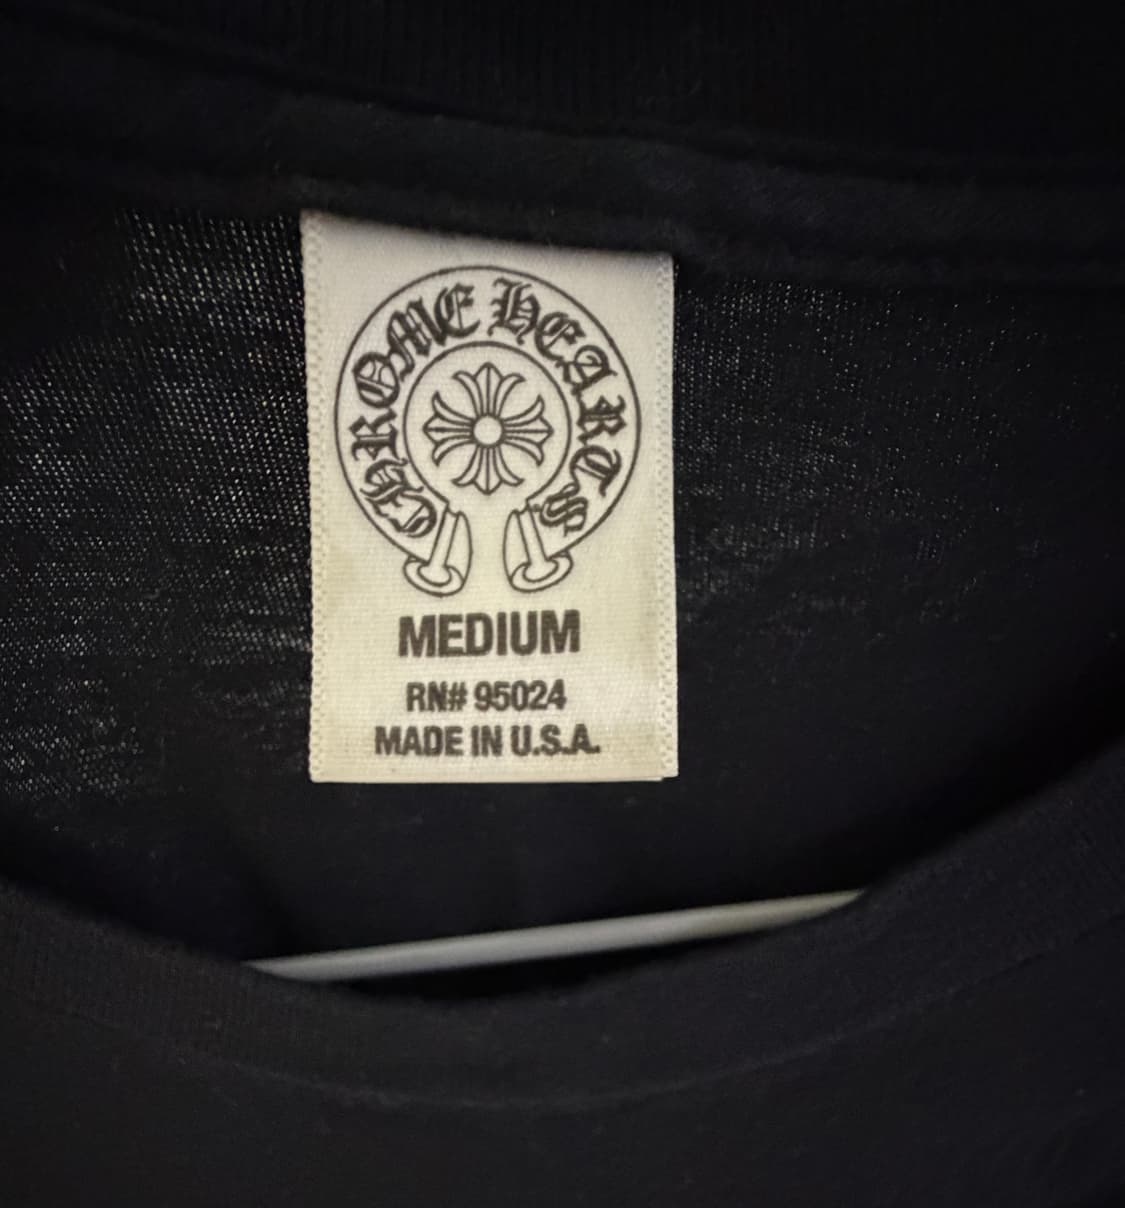 CHROME HEARTS
MEDIUM
RN# 95024
MADE IN U.S.A.